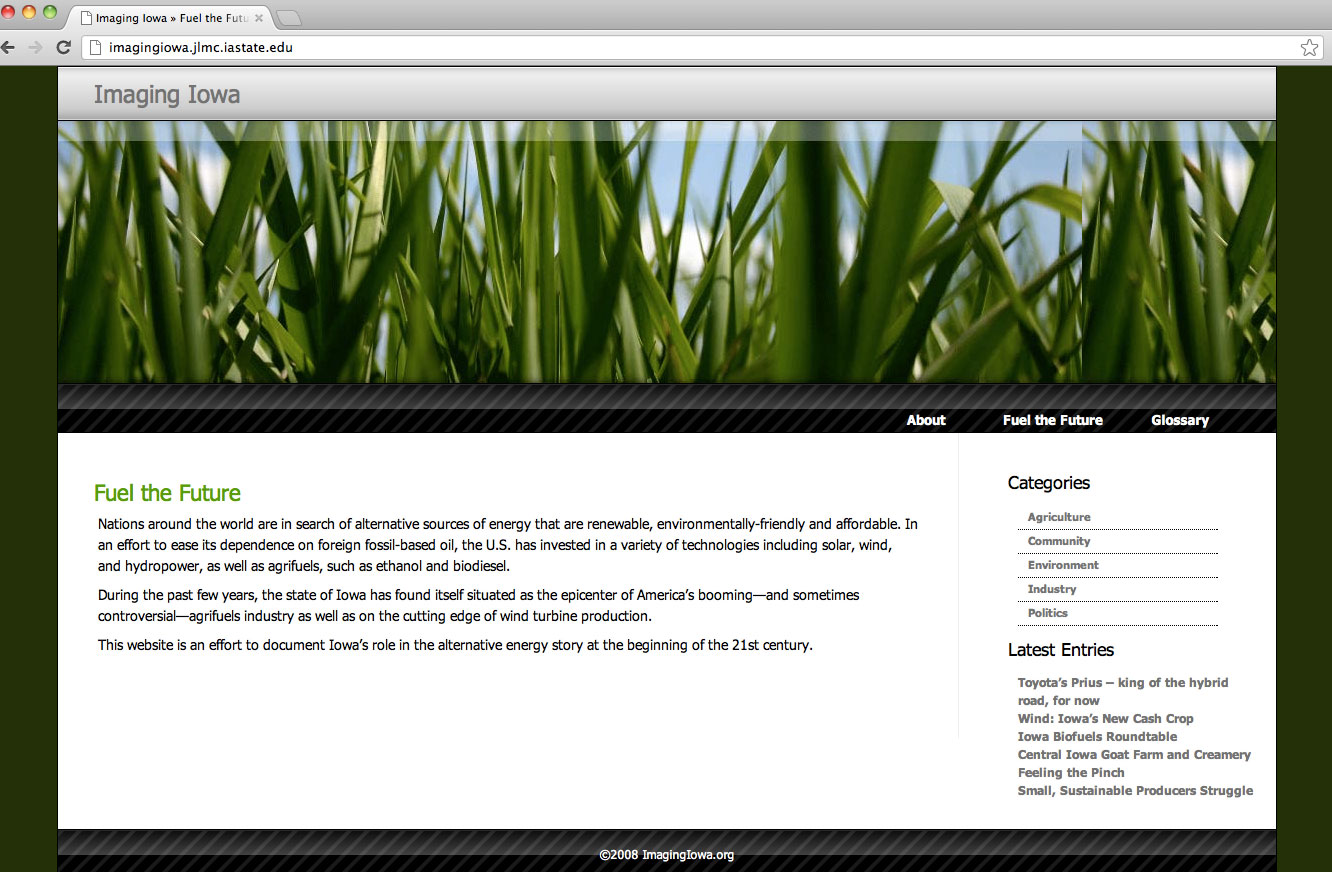 Imaging Iowa » Fuel the Futu
imagingiowa.jlmc.iastate.edu
Imaging Iowa
About Fuel the Future Glossary
Fuel the Future
Nations around the world are in search of alternative sources of energy that are renewable, environmentally-friendly and affordable. In
an effort to ease its dependence on foreign fossil-based oil, the U.S. has invested in a variety of technologies including solar, wind,
and hydropower, as well as agrifuels, such as ethanol and biodiesel.
During the past few years, the state of Iowa has found itself situated as the epicenter of America’s booming—and sometimes
controversial—agrifuels industry as well as on the cutting edge of wind turbine production.
This website is an effort to document Iowa’s role in the alternative energy story at the beginning of the 21st century.
Categories
Agriculture
Community
Environment
Industry
Politics
Latest Entries
Toyota’s Prius – king of the hybrid
road, for now
Wind: Iowa’s New Cash Crop
Iowa Biofuels Roundtable
Central Iowa Goat Farm and Creamery
Feeling the Pinch
Small, Sustainable Producers Struggle
©2008 ImagingIowa.org